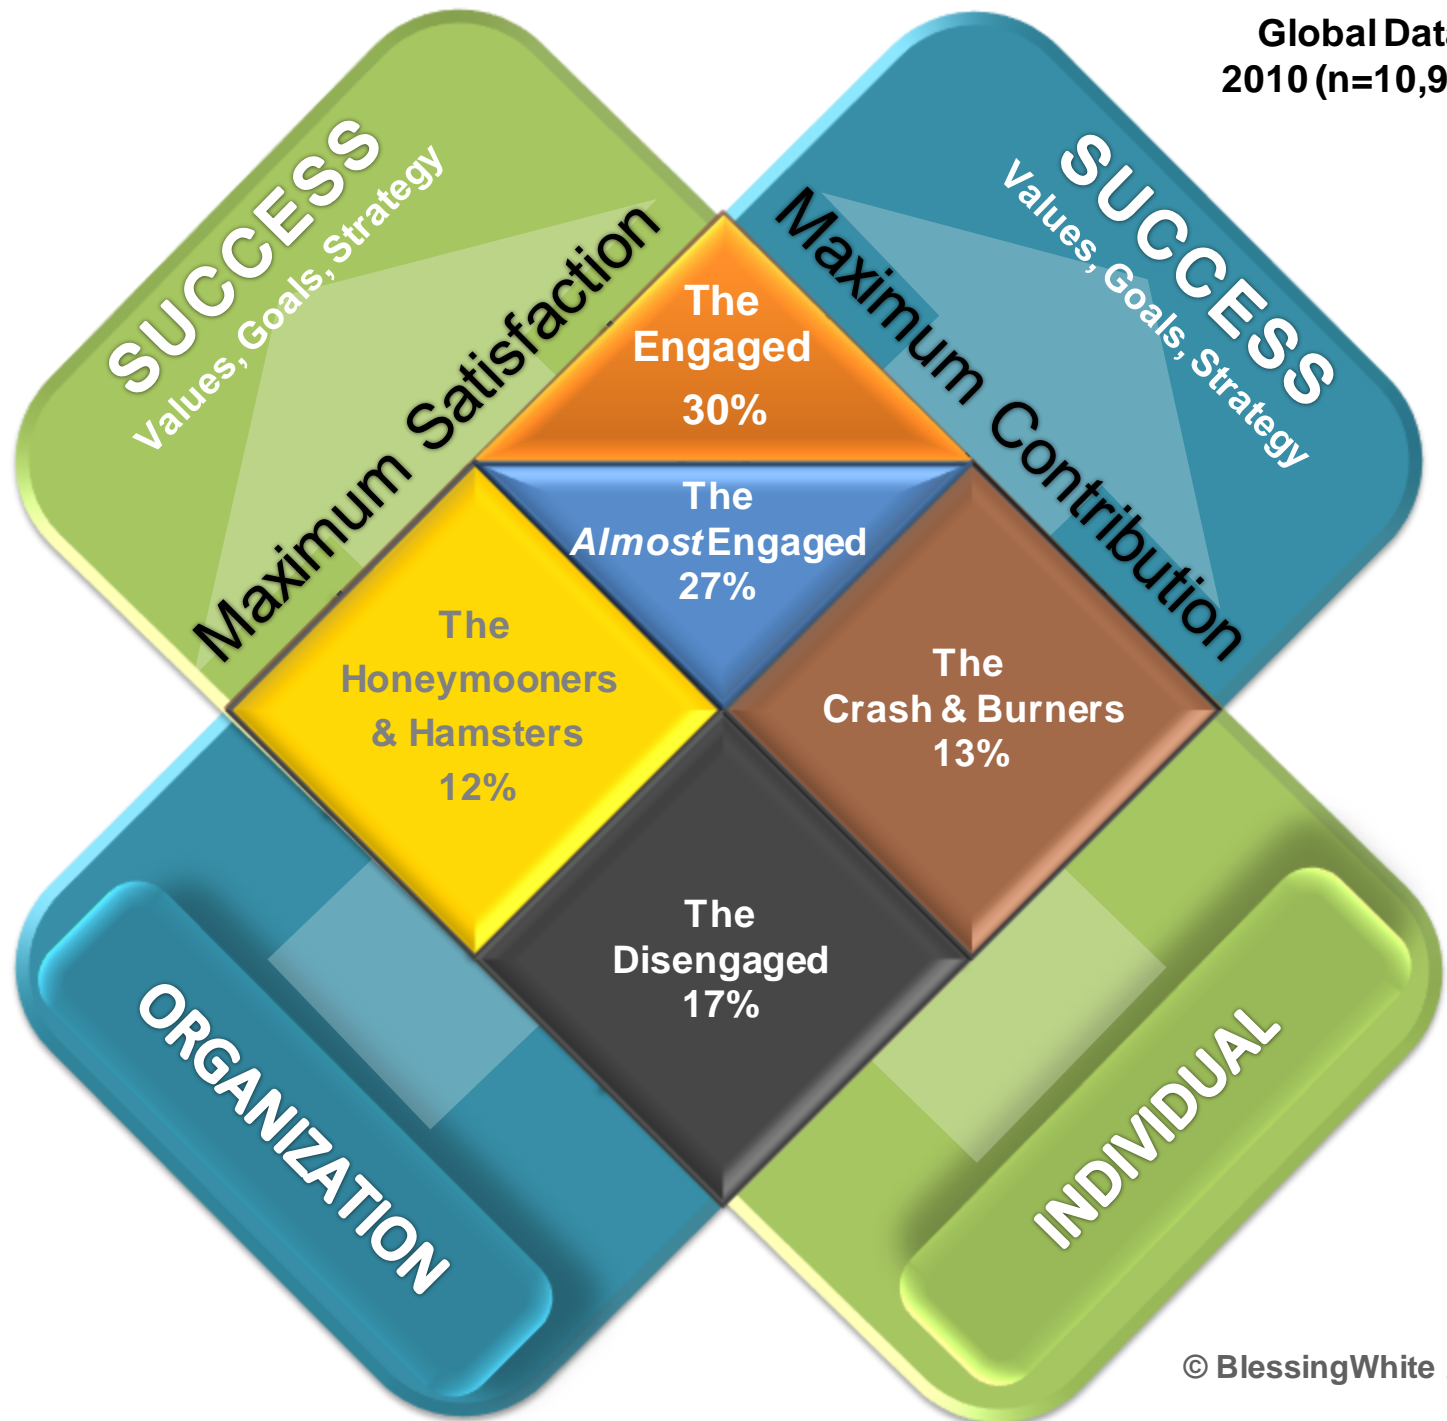 Global Data
2010 (n=10,9
SUCCESS
Values, Goals, Strategy
Maximum Satisfaction
SUCCESS
Values, Goals, Strategy
Maximum Contribution
The
Engaged
30%
The
Almost Engaged
27%
The
Honeymooners
& Hamsters
12%
The
Crash & Burners
13%
The
Disengaged
17%
ORGANIZATION
INDIVIDUAL
© BlessingWhite